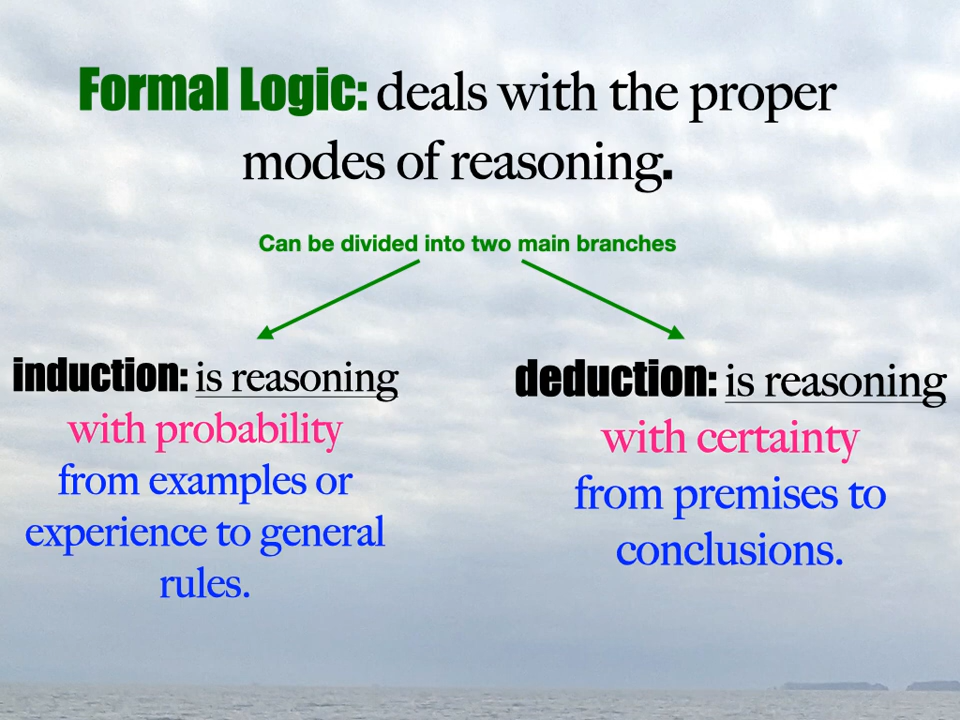 Formal Logic: deals with the proper
modes of reasoning.
Can be divided into two main branches
induction: is reasoning
with probability
from examples or
experience to general
rules.
deduction: is reasoning
with certainty
from premises to
conclusions.